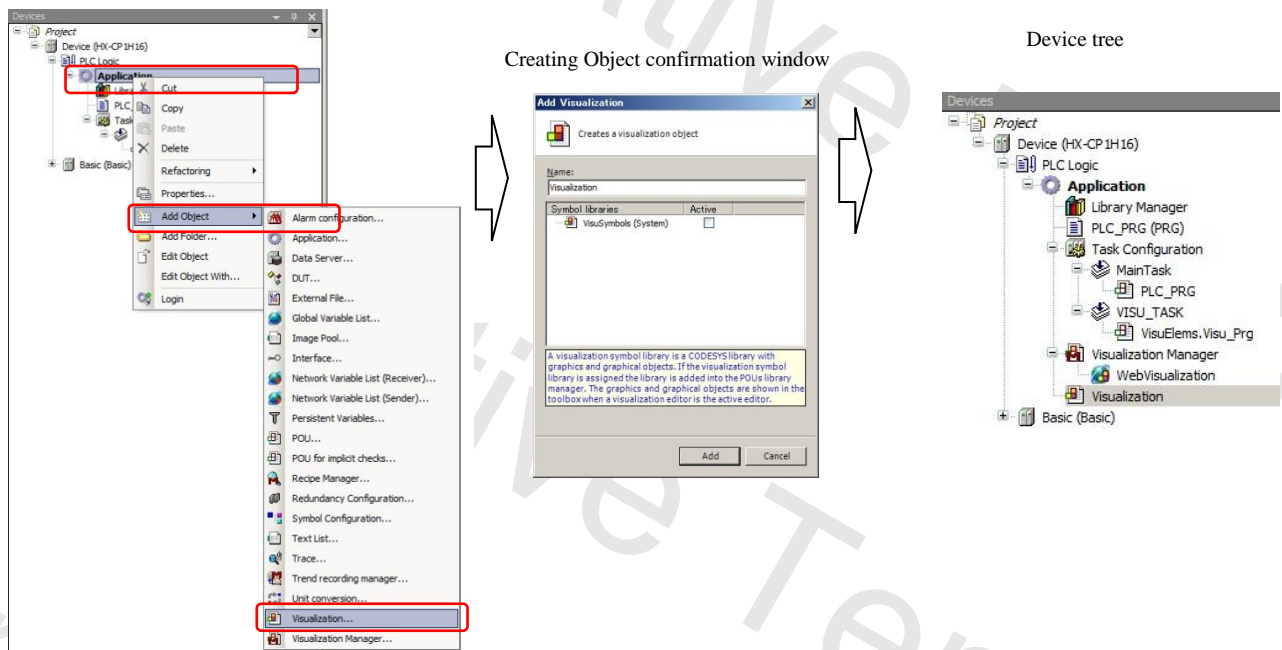 Devices
Project
Device (HX-CP1H16)
PLC Logic
Application
Libra
PLC_
Task
Basic (Basic)
Cut
Copy
Paste
Delete
Refactoring
Properties...
Add Object
Add Folder...
Edit Object
Edit Object With...
Login
Alarm configuration...
Application...
Data Server...
DUT...
External File...
Global Variable List...
Image Pool...
Interface...
Network Variable List (Receiver)...
Network Variable List (Sender)...
Persistent Variables...
POU...
POU for implicit checks...
Recipe Manager...
Redundancy Configuration...
Symbol Configuration...
Text List...
Trace...
Trend recording manager...
Unit conversion...
Visualization...
Visualization Manager...
Creating Object confirmation window
Add Visualization
Creates a visualization object
Name:
Visualization
Symbol libraries Active
VisuSymbols (System)
A visualization symbol library is a CODESYS library with
graphics and graphical objects. If the visualization symbol
library is assigned the library is added into the POUs library
manager. The graphics and graphical objects are shown in the
toolbox when a visualization editor is the active editor.
Add Cancel
Device tree
Devices
Project
Device (HX-CP1H16)
PLC Logic
Application
Library Manager
PLC_PRG (PRG)
Task Configuration
MainTask
PLC_PRG
VISU_TASK
VisuElems.Visu_Prg
Visualization Manager
WebVisualization
Visualization
Basic (Basic)